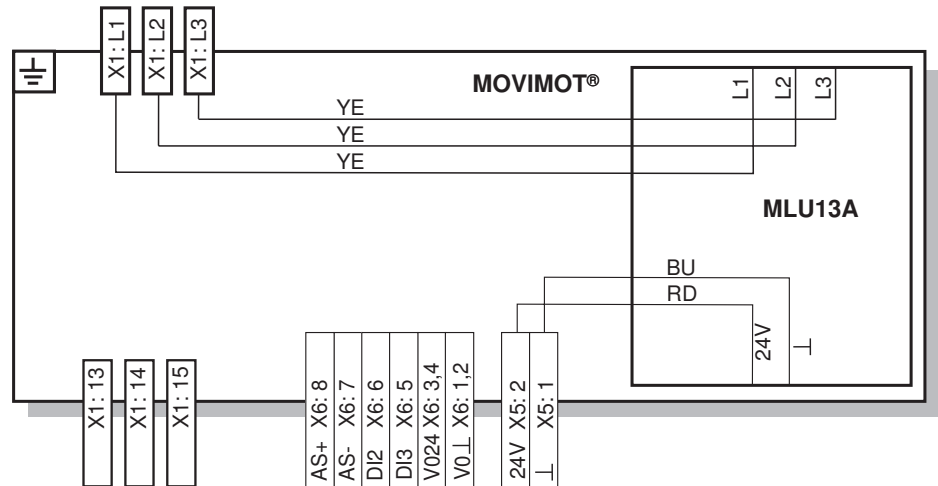 X1: L1
X1: L2
X1: L3
MOVIMOT®
L1
L2
L3
YE
YE
YE
MLU13A
BU
RD
24V
⊥
X1: 13
X1: 14
X1: 15
AS+ X6: 8
AS- X6: 7
DI2 X6: 6
DI3 X6: 5
V024 X6: 3,4
V0⊥ X6: 1,2
24V X5: 2
⊥ X5: 1